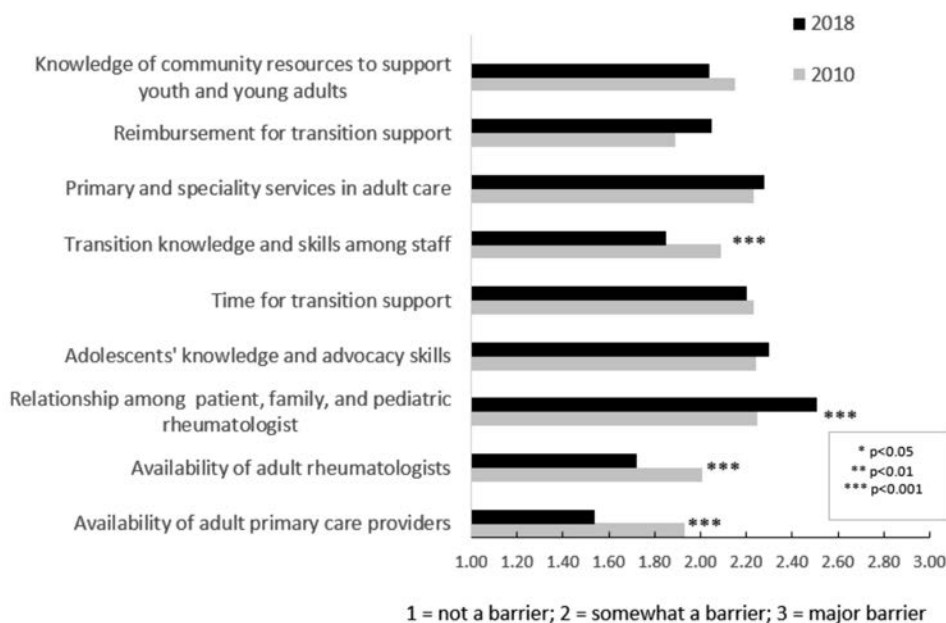 2018
2010
Knowledge of community resources to support
youth and young adults
Reimbursement for transition support
Primary and speciality services in adult care
Transition knowledge and skills among staff
***
Time for transition support
Adolescents' knowledge and advocacy skills
Relationship among patient, family, and pediatric
rheumatologist
***
Availability of adult rheumatologists
***
Availability of adult primary care providers
***
* p<0.05
** p<0.01
*** p<0.001
1.00 1.20 1.40 1.60 1.80 2.00 2.20 2.40 2.60 2.80 3.00
1 = not a barrier; 2 = somewhat a barrier; 3 = major barrier